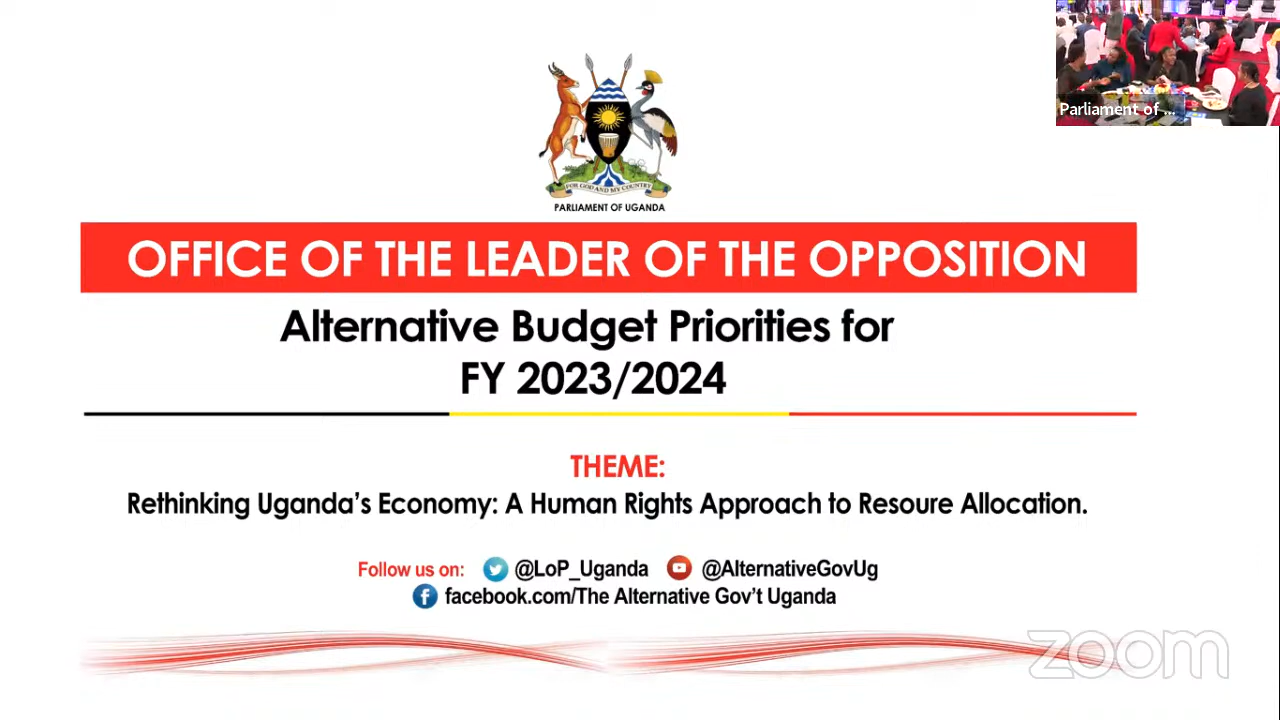 Parliament of ...
FOR GOD AND MY COUNTRY
PARLIAMENT OF UGANDA
OFFICE OF THE LEADER OF THE OPPOSITION
Alternative Budget Priorities for
FY 2023/2024
THEME:
Rethinking Uganda's Economy: A Human Rights Approach to Resoure Allocation.
Follow us on: @LoP_Uganda @AlternativeGovUg
facebook.com/The Alternative Gov't Uganda
zoom